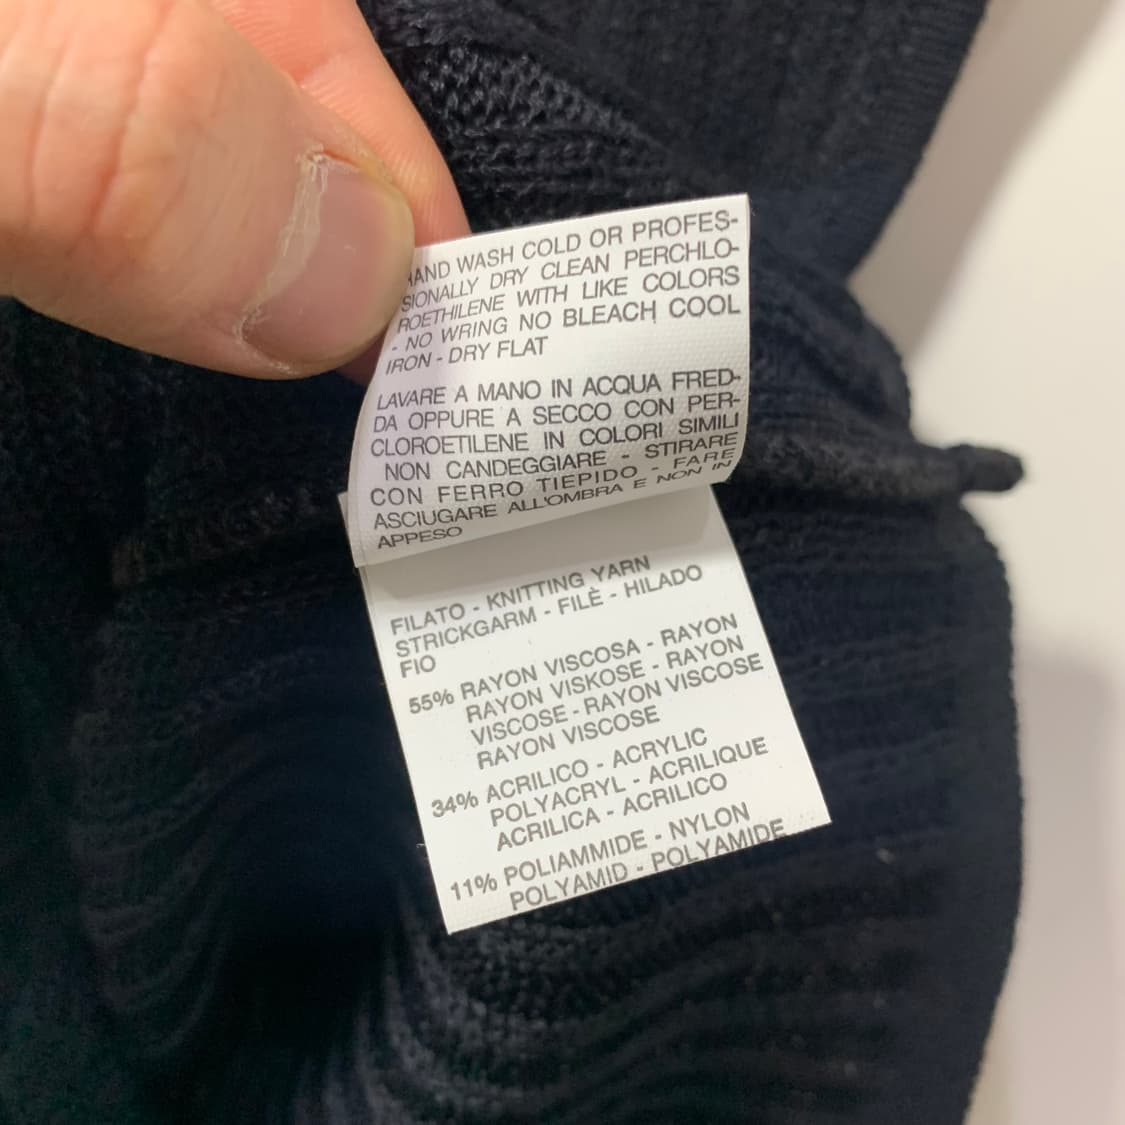 HAND WASH COLD OR PROFES-
SIONALLY DRY CLEAN PERCHLO-
ROETHILENE WITH LIKE COLORS
- NO WRING NO BLEACH COOL
IRON - DRY FLAT
LAVARE A MANO IN ACQUA FRED-
DA OPPURE A SECCO CON PER-
CLOROETILENE IN COLORI SIMILI
NON CANDEGGIARE - STIRARE
CON FERRO TIEPIDO - FARE
ASCIUGARE ALL'OMBRA E NON IN
APPESO
FILATO - KNITTING YARN
STRICKGARM - FILÈ - HILADO
FIO
55% RAYON VISCOSA - RAYON
RAYON VISKOSE - RAYON
VISCOSE - RAYON VISCOSE
RAYON VISCOSE
34% ACRILICO - ACRYLIC
POLYACRYL - ACRILIQUE
ACRILICA - ACRILICO
11% POLIAMMIDE - NYLON
POLYAMID - POLYAMIDE